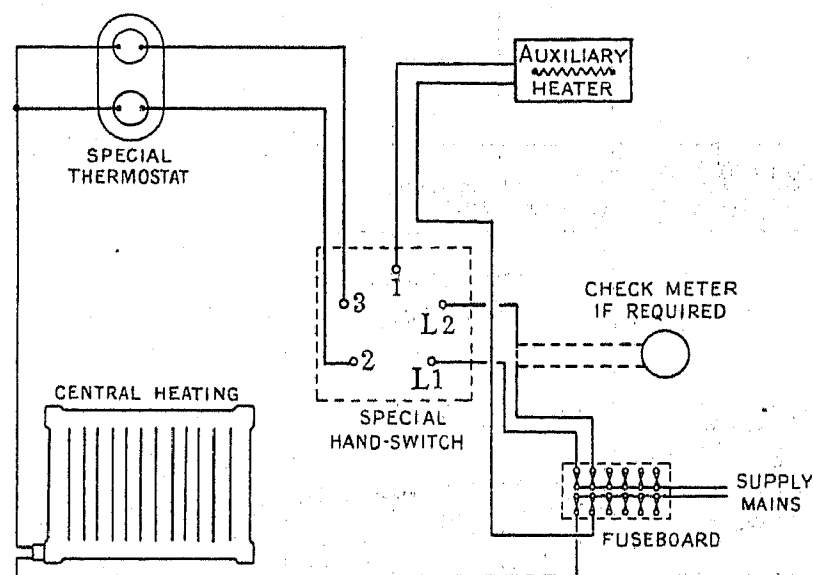 AUXILIARY
HEATER
SPECIAL
THERMOSTAT
1
3
L2
2
L1
CHECK METER
IF REQUIRED
CENTRAL HEATING
SPECIAL
HAND-SWITCH
SUPPLY
MAINS
FUSEBOARD